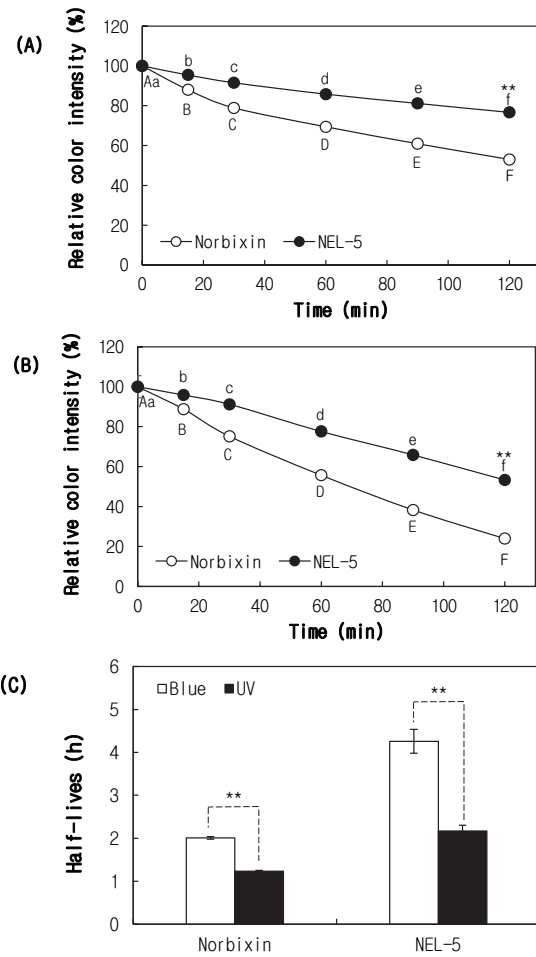 (A)
Relative color intensity (%)
120
100
80
60
40
20
0
Aa
b
c
d
e
**
f
B
C
D
E
F
Norbixin NEL-5
0 20 40 60 80 100 120
Time (min)
(B)
Relative color intensity (%)
120
100
80
60
40
20
0
Aa
b
c
d
e
**
f
B
C
D
E
F
Norbixin NEL-5
0 20 40 60 80 100 120
Time (min)
(C)
Half-lives (h)
6
5
4
3
2
1
0
Blue UV
**
**
Norbixin NEL-5